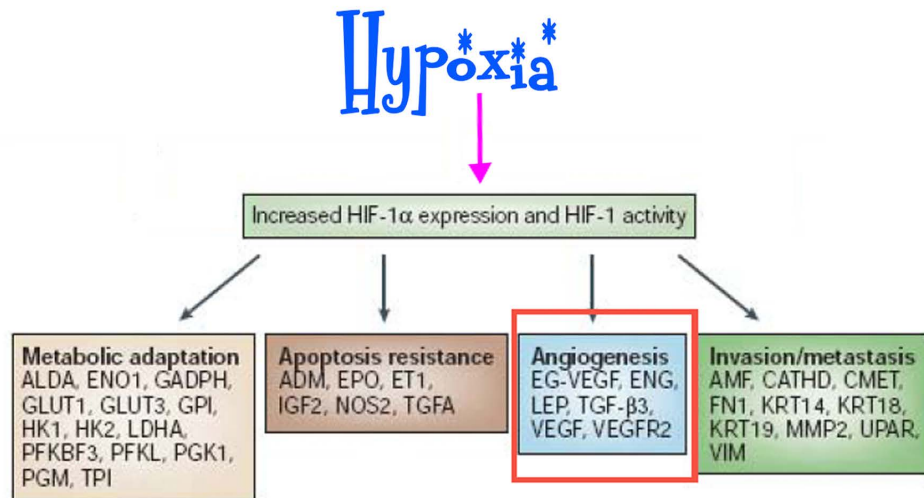 Hypoxia
Increased HIF-1α expression and HIF-1 activity
Metabolic adaptation
ALDA, ENO1, GADPH,
GLUT1, GLUT3, GPI,
HK1, HK2, LDHA,
PFKBF3, PFKL, PGK1,
PGM, TPI
Apoptosis resistance
ADM, EPO, ET1,
IGF2, NOS2, TGFA
Angiogenesis
EG-VEGF, ENG,
LEP, TGF-β3,
VEGF, VEGFR2
Invasion/metastasis
AMF, CATHD, CMET,
FN1, KRT14, KRT18,
KRT19, MMP2, UPAR,
VIM